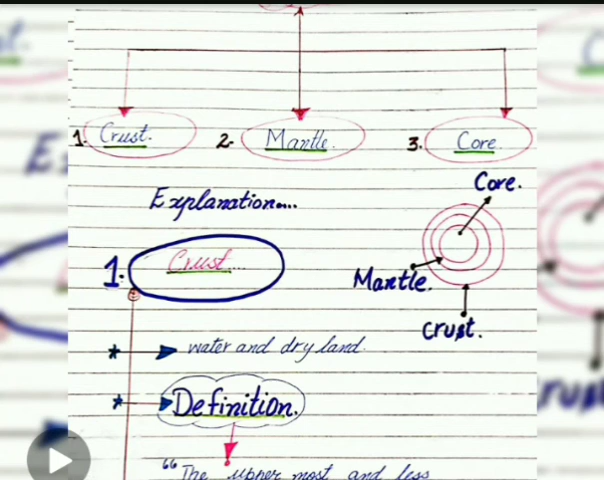 1. Crust.
2. Mantle.
3. Core.
Explanation...
Core.
1. Crust...
Mantle.
Crust.
water and dry land.
Definition.
"The upper most and less